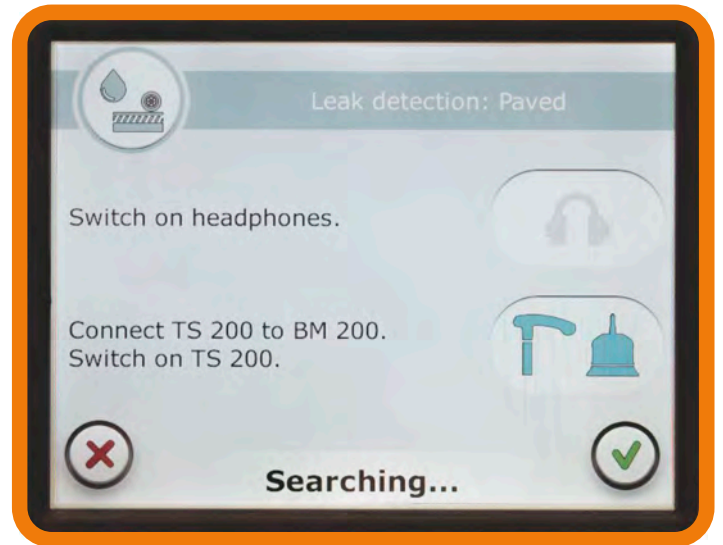 Leak detection: Paved
Switch on headphones.
Connect TS 200 to BM 200.
Switch on TS 200.
Searching...